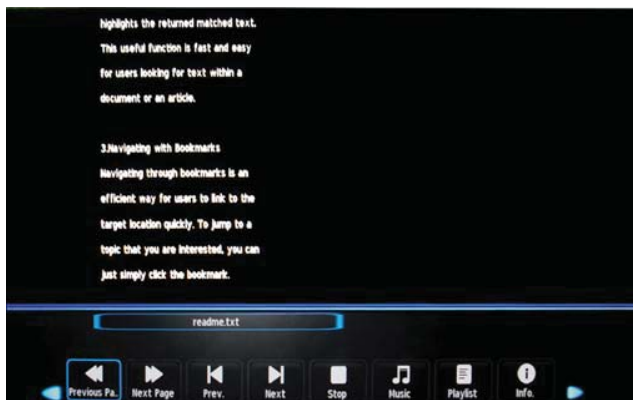 highlights the returned matched text.
This useful function is fast and easy
for users looking for text within a
document or an article.
3.Navigating with Bookmarks
Navigating through bookmarks is an
efficient way for users to link to the
target location quickly. To jump to a
topic that you are interested, you can
just simply click the bookmark.
readme.txt
Previous Pa.. Next Page Prev. Next Stop Music Playlist Info.